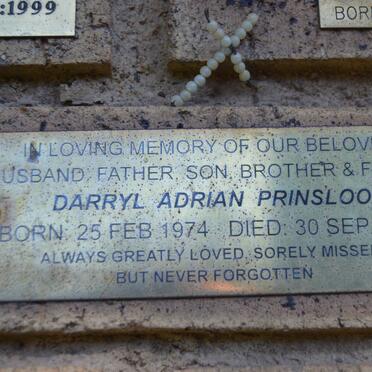 :1999
BORN
IN LOVING MEMORY OF OUR BELOV
USBAND, FATHER, SON, BROTHER & F
DARRYL ADRIAN PRINSLOO
BORN: 25 FEB 1974 DIED: 30 SEP
ALWAYS GREATLY LOVED, SORELY MISSE
BUT NEVER FORGOTTEN